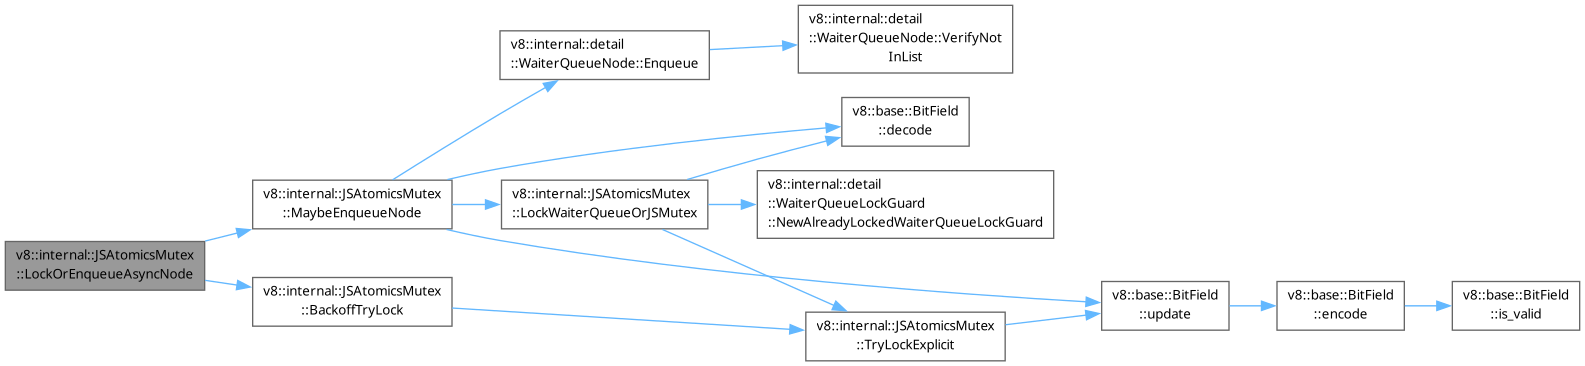 v8::internal::JSAtomicsMutex
::LockOrEnqueueAsyncNode
v8::internal::JSAtomicsMutex
::MaybeEnqueueNode
v8::internal::JSAtomicsMutex
::BackoffTryLock
v8::internal::detail
::WaiterQueueNode::Enqueue
v8::internal::JSAtomicsMutex
::LockWaiterQueueOrJSMutex
v8::internal::detail
::WaiterQueueNode::VerifyNot
InList
v8::base::BitField
::decode
v8::internal::detail
::WaiterQueueLockGuard
::NewAlreadyLockedWaiterQueueLockGuard
v8::internal::JSAtomicsMutex
::TryLockExplicit
v8::base::BitField
::update
v8::base::BitField
::encode
v8::base::BitField
::is_valid